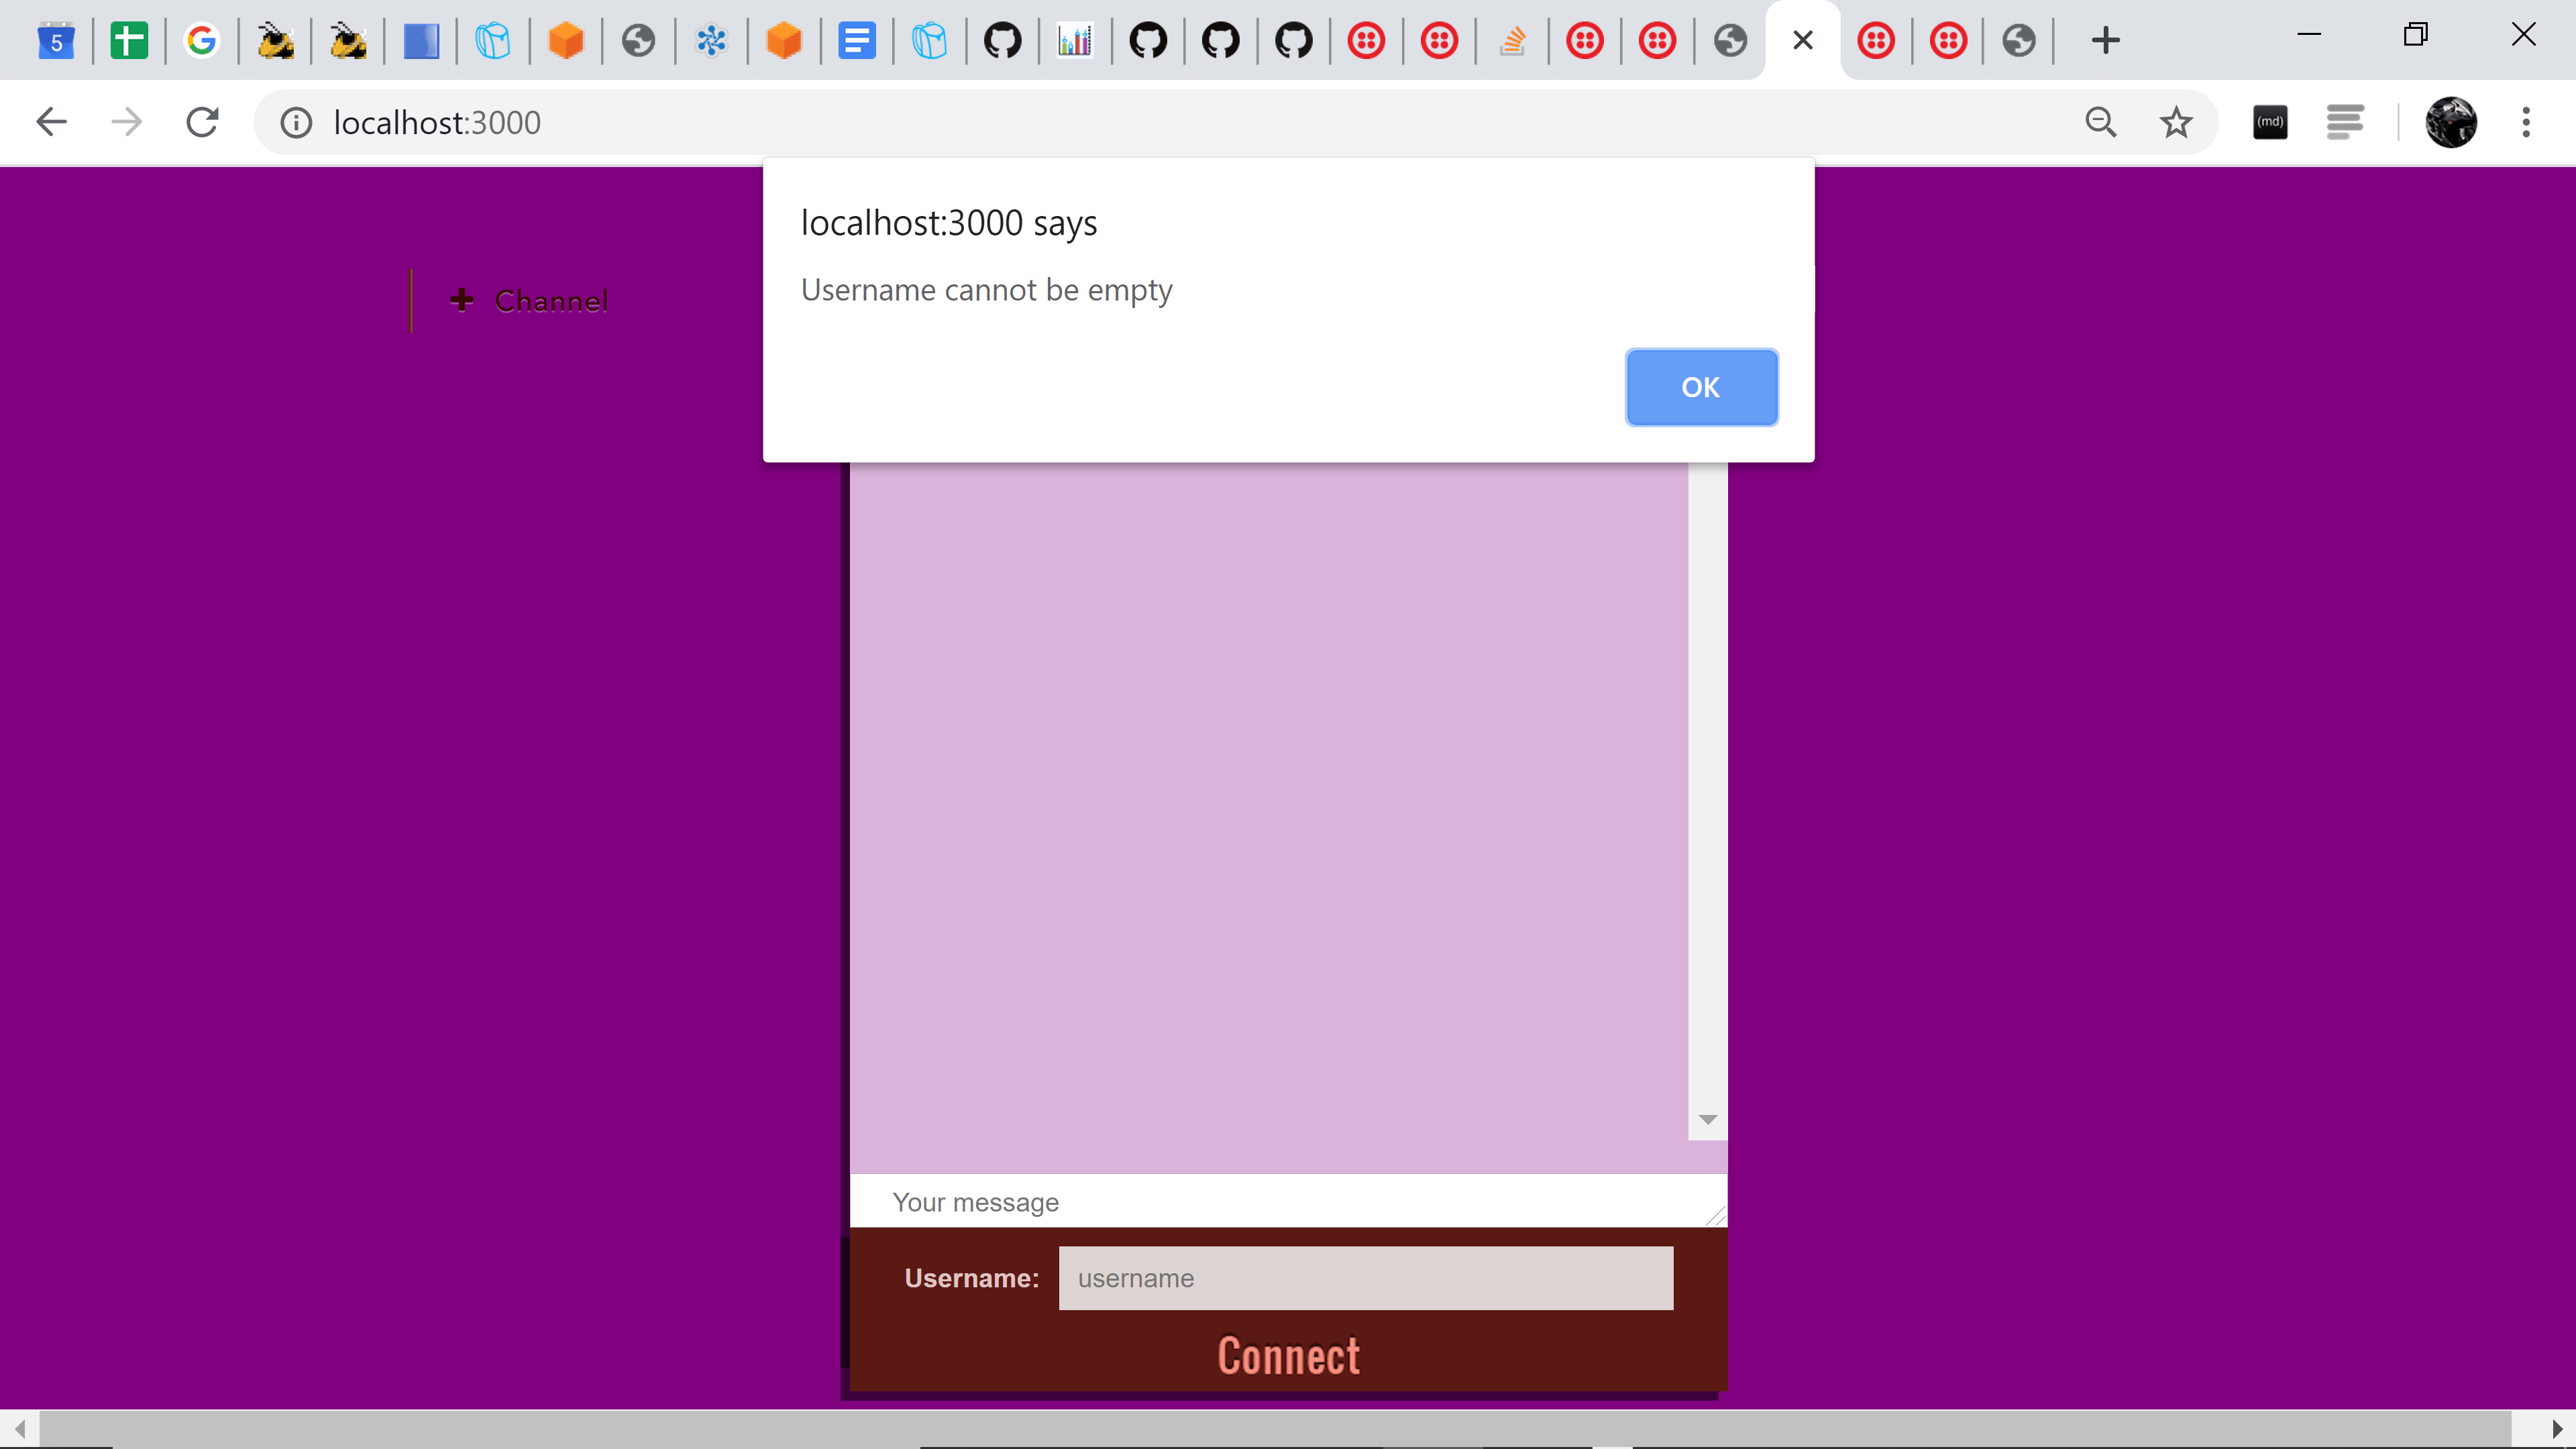 5
localhost:3000
(md)
localhost:3000 says
Username cannot be empty
OK
Channel
Your message
Username: username
Connect